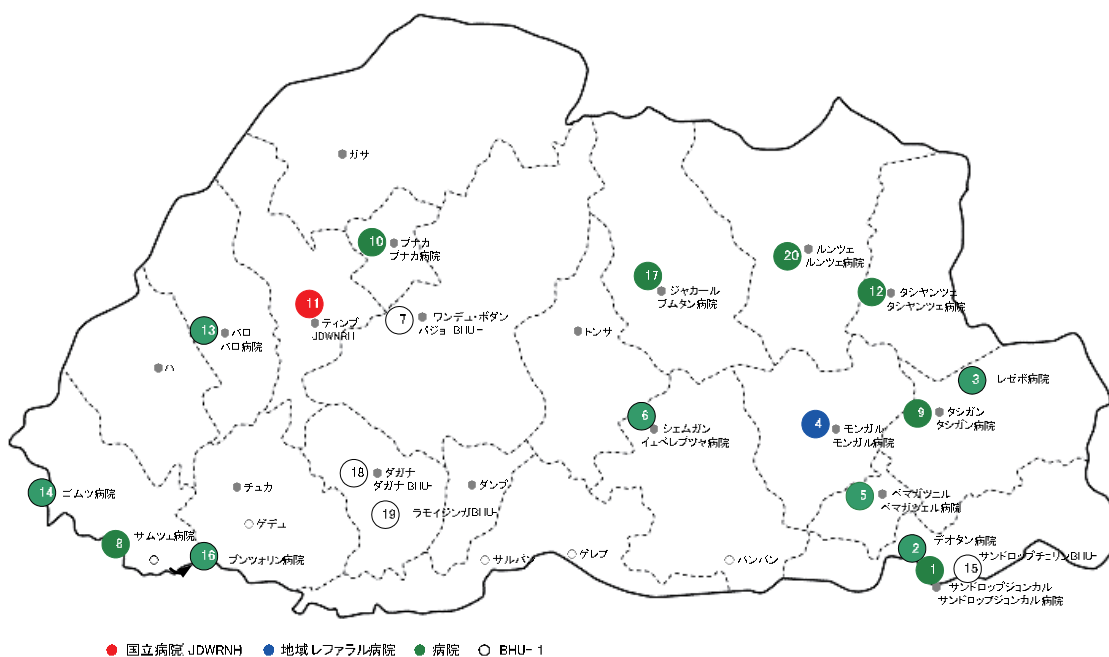 ガサ
10
プナカ
プナカ病院
20
ルンツェ
ルンツェ病院
17
ジャカール
ブムタン病院
12
タシヤンツェ
タシヤンツェ病院
11
ティンプ
JDWNRH
7
ワンデュ・ポダン
バジョ BHU-
13
パロ
パロ病院
トンサ
ハ
3
レゼボ病院
6
シェムガン
イェベレプツャ病院
4
モンガル
モンガル病院
9
タシガン
タシガン病院
18
ダガナ
ダガナ BHU-
ダンプ
14
ゴムツ病院
チュカ
5
ペマガツェル
ペマガツェル病院
19
ラモイジンガBHU-
ゲデュ
8
サムツェ病院
16
プンツォリン病院
サルパン
ゲレプ
バンバン
2
デオタン病院
15
サンドロップチェリンBHU-
1
サンドロップジョンカル
サンドロップジョンカル病院
国立病院 JDWRNH
地域レファラル病院
病院
BHU- 1